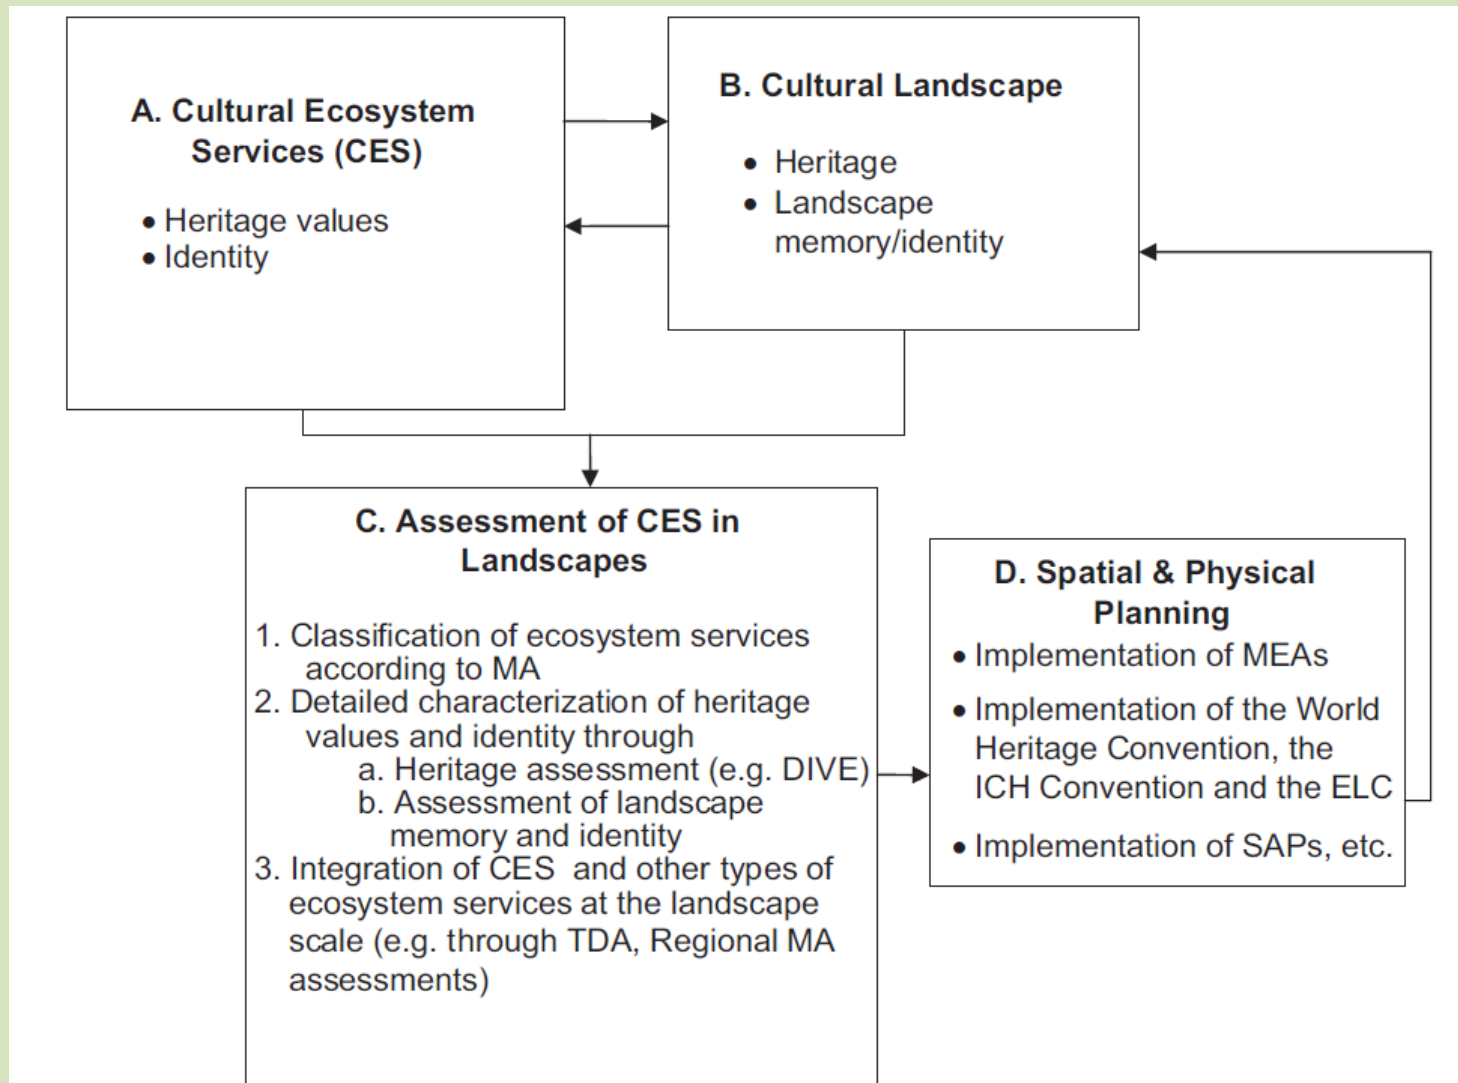 A. Cultural Ecosystem
Services (CES)
• Heritage values
• Identity
B. Cultural Landscape
• Heritage
• Landscape
memory/identity
C. Assessment of CES in
Landscapes
1. Classification of ecosystem services
according to MA
2. Detailed characterization of heritage
values and identity through
a. Heritage assessment (e.g. DIVE)
b. Assessment of landscape
memory and identity
3. Integration of CES and other types of
ecosystem services at the landscape
scale (e.g. through TDA, Regional MA
assessments)
D. Spatial & Physical
Planning
• Implementation of MEAs
• Implementation of the World
Heritage Convention, the
ICH Convention and the ELC
• Implementation of SAPs, etc.